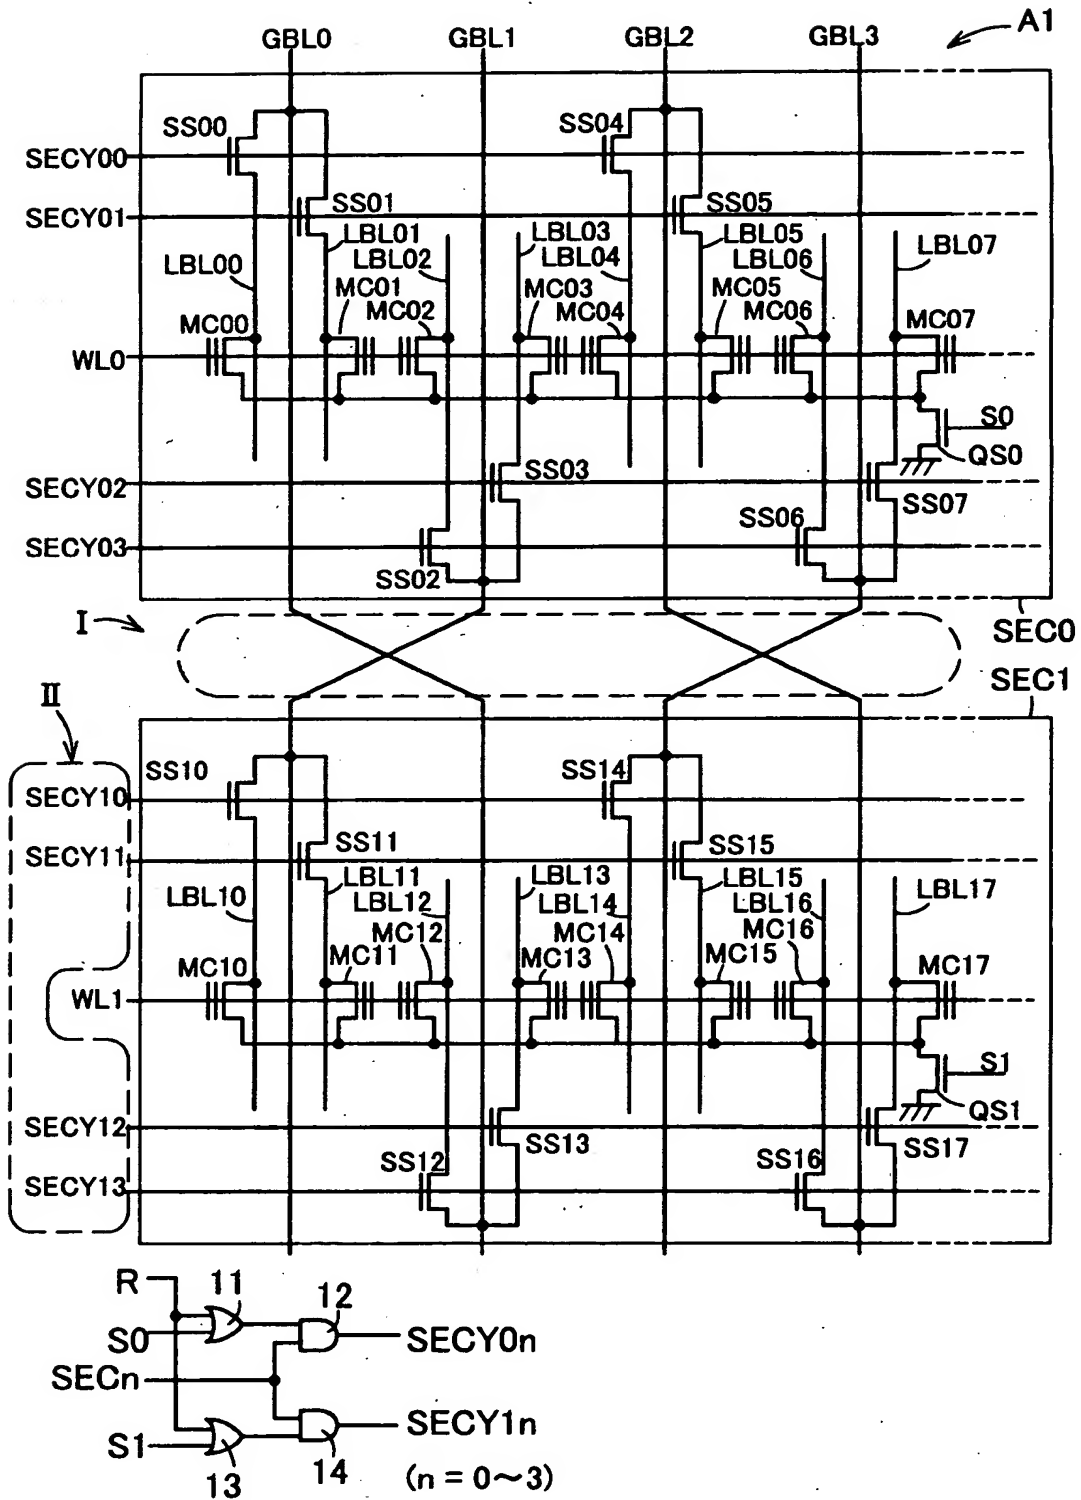 A1
GBL0 GBL1 GBL2 GBL3
SS00 SS04
SECY00
SECY01 SS01 SS05
LBL01 LBL03 LBL05
LBL00 LBL02 LBL04 LBL06 LBL07
MC01 MC03 MC05
MC00 MC02 MC04 MC06 MC07
WL0
S0
QS0
SECY02 SS03 SS07
SS06
SECY03
SS02
I
SEC0
SEC1
II
SS10 SS14
SECY10
SECY11 SS11 SS15
LBL11 LBL13 LBL15
LBL10 LBL12 LBL14 LBL16 LBL17
MC12 MC14 MC16
MC10 MC11 MC13 MC15 MC17
WL1
S1
QS1
SECY12 SS13 SS17
SS12 SS16
SECY13
R 11 12
S0 SECY0n
SECn
SECY1n
S1
13 14 (n = 0~3)